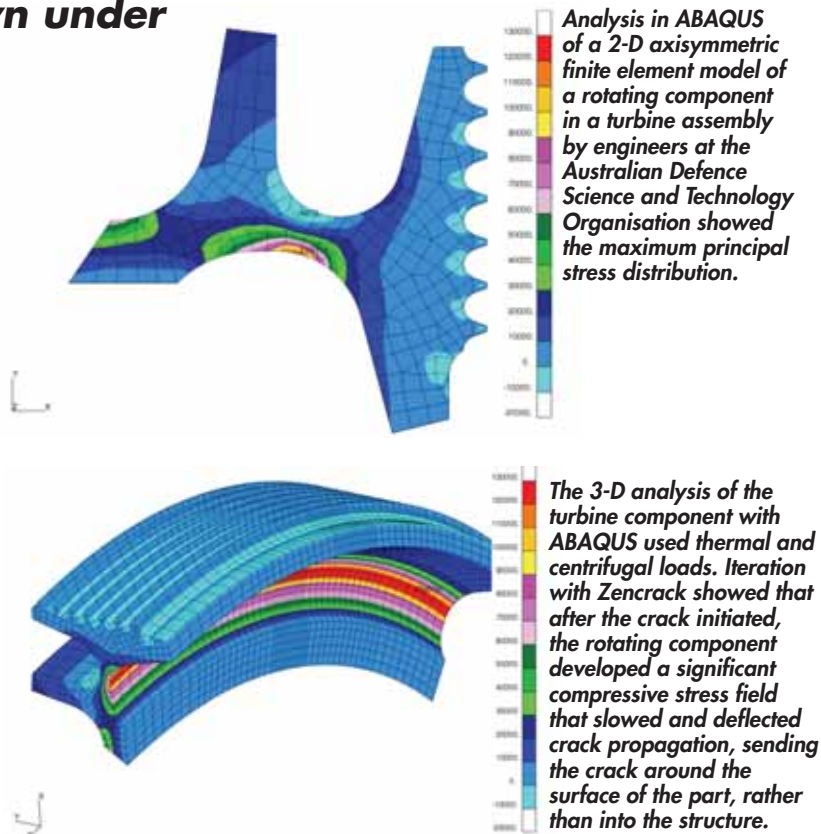 wn under
Analysis in ABAQUS
of a 2-D axisymmetric
finite element model of
a rotating component
in a turbine assembly
by engineers at the
Australian Defence
Science and Technology
Organisation showed
the maximum principal
stress distribution.
The 3-D analysis of the
turbine component with
ABAQUS used thermal and
centrifugal loads. Iteration
with Zencrack showed that
after the crack initiated,
the rotating component
developed a significant
compressive stress field
that slowed and deflected
crack propagation, sending
the crack around the
surface of the part, rather
than into the structure.